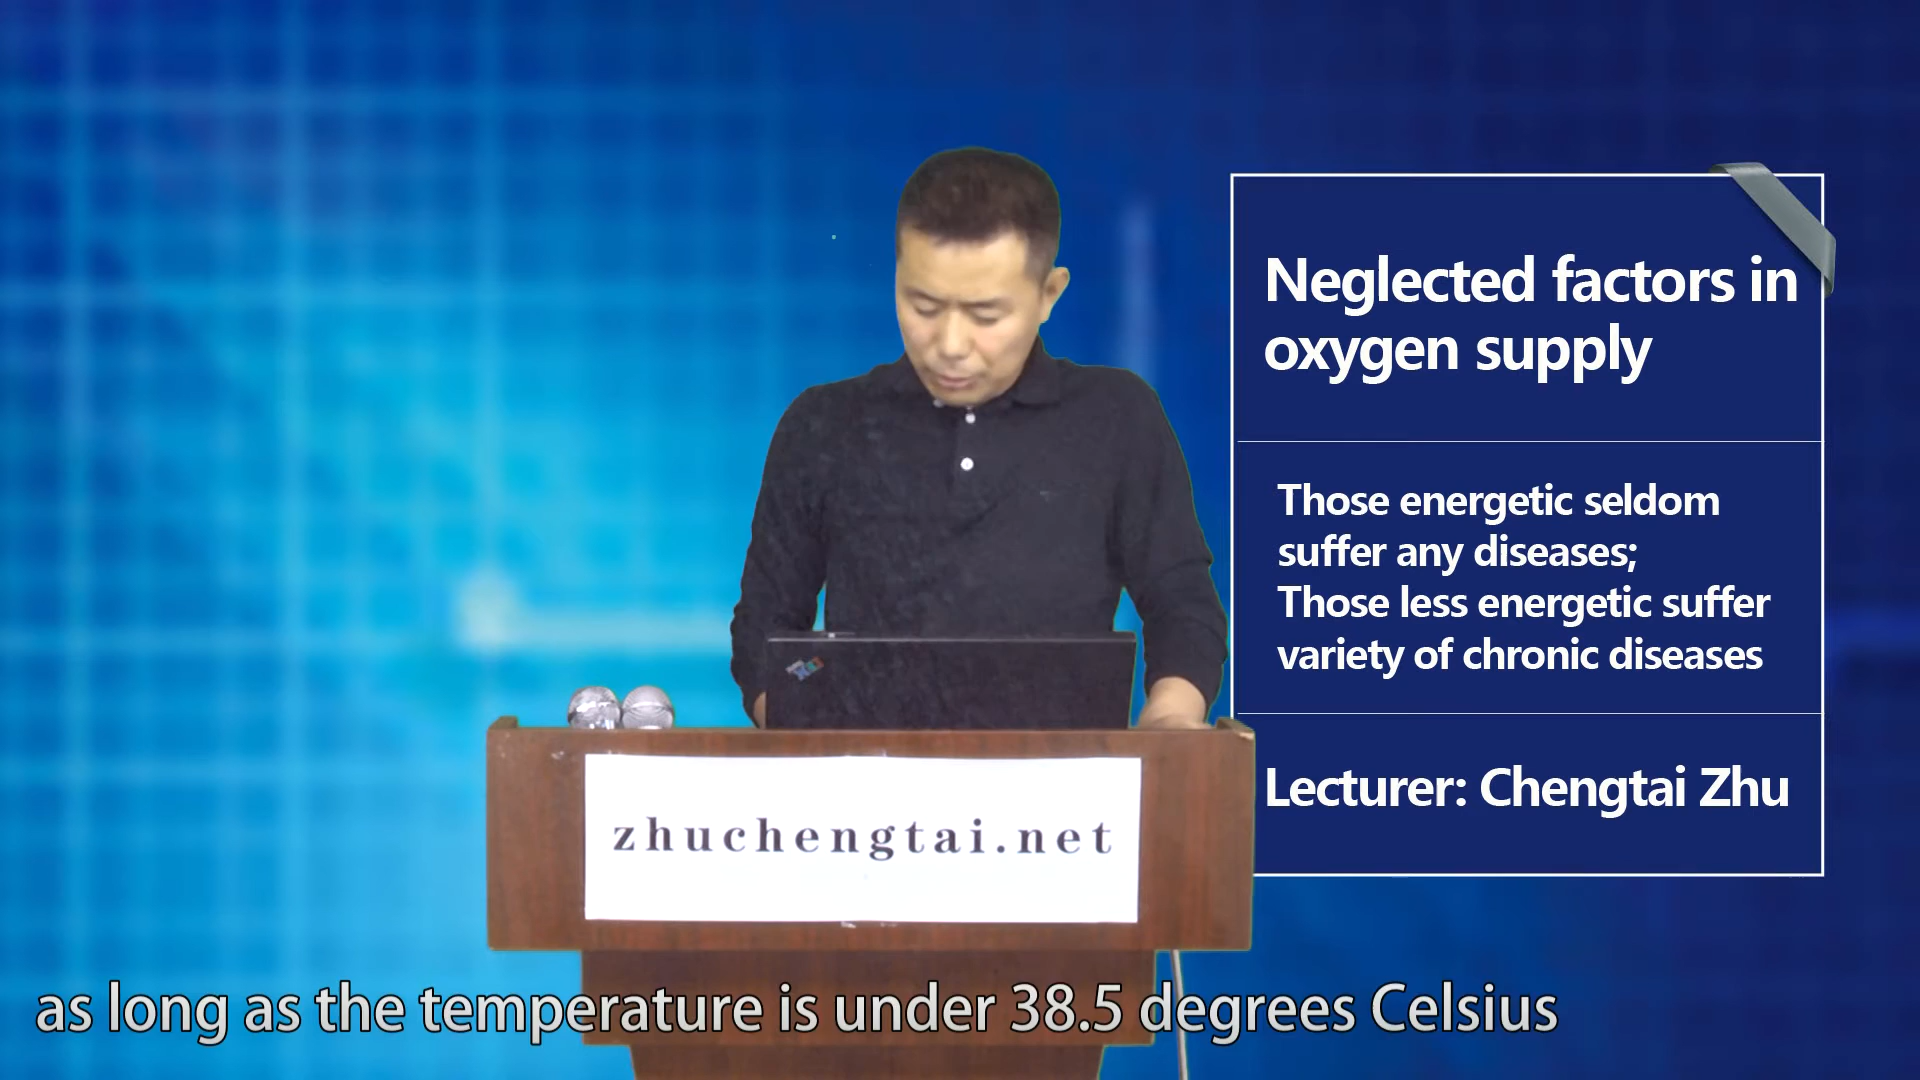 Neglected factors in
oxygen supply
Those energetic seldom
suffer any diseases;
Those less energetic suffer
variety of chronic diseases
Lecturer: Chengtai Zhu
zhuchengtai.net
as long as the temperature is under 38.5 degrees Celsius